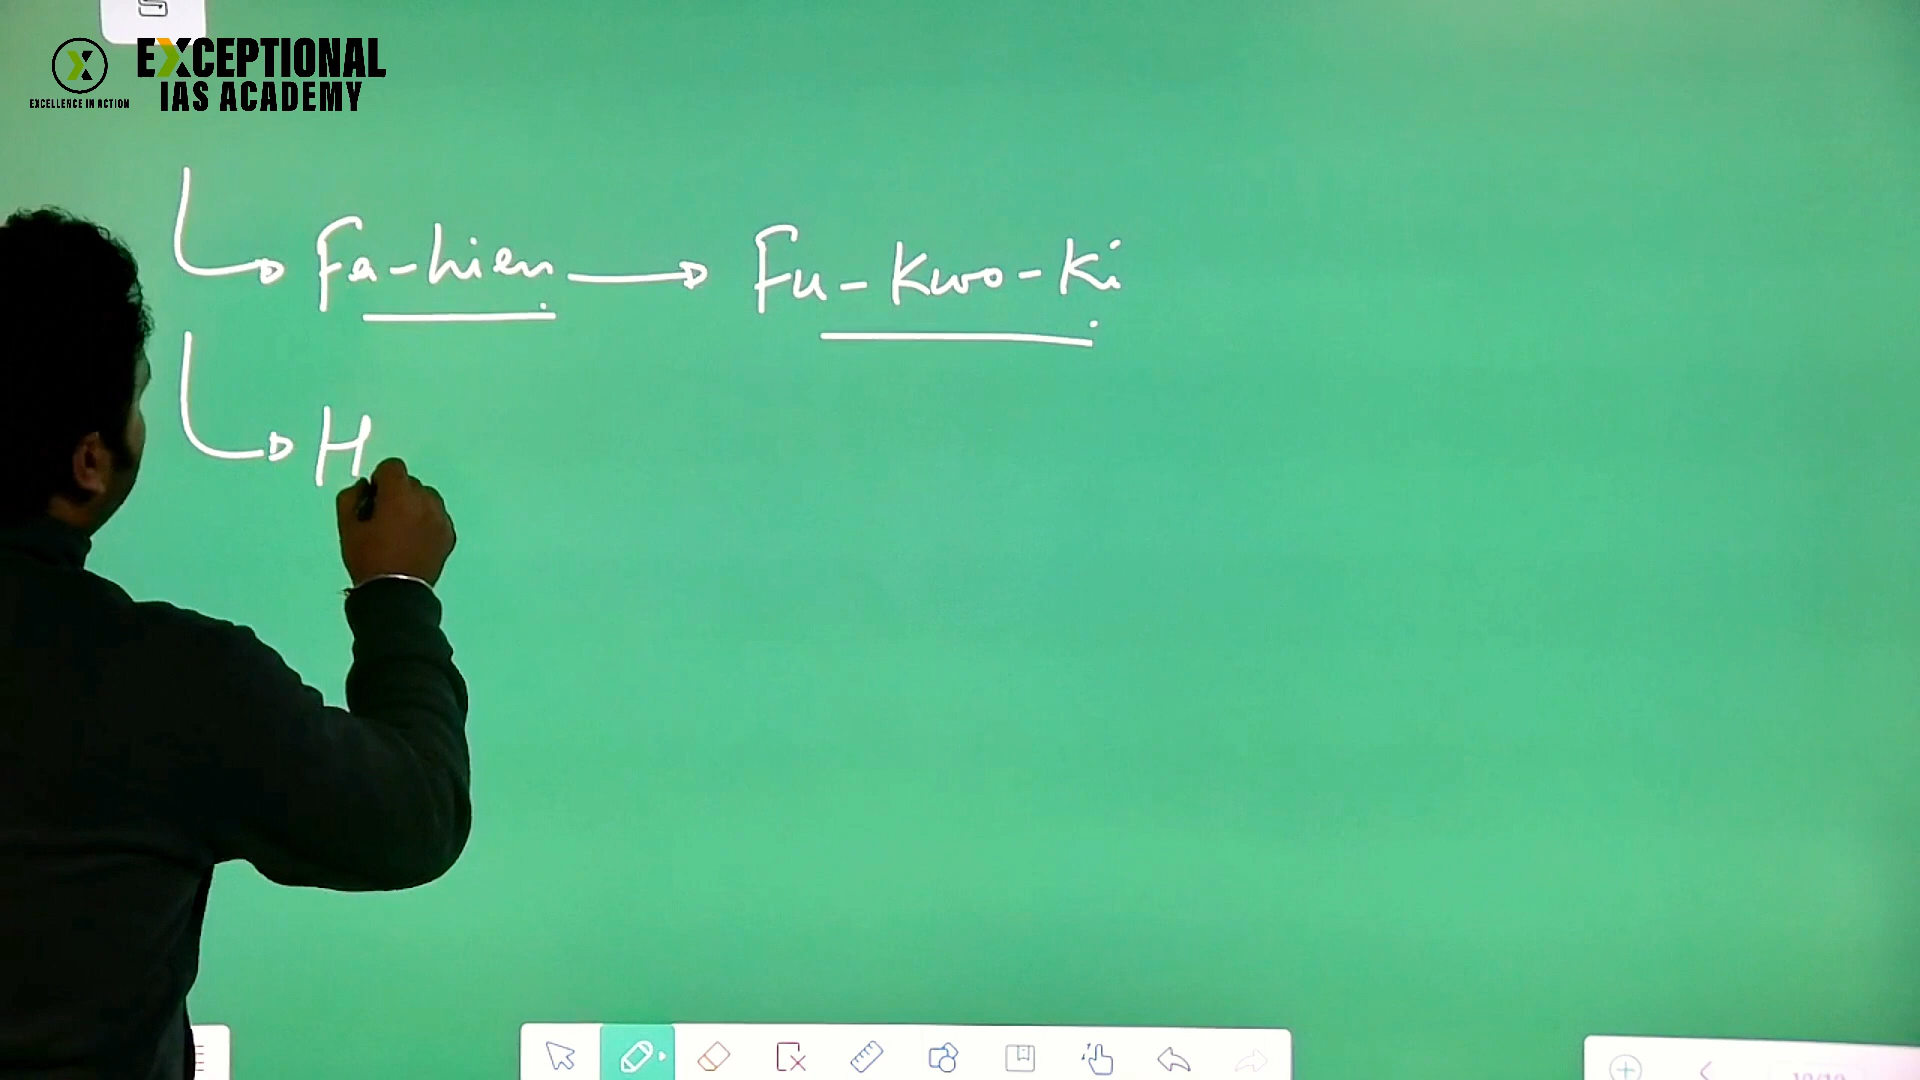 EXCEPTIONAL
IAS ACADEMY
EXCELLENCE IN ACTION
Fa-hien → Fu-Kwo-Ki
H